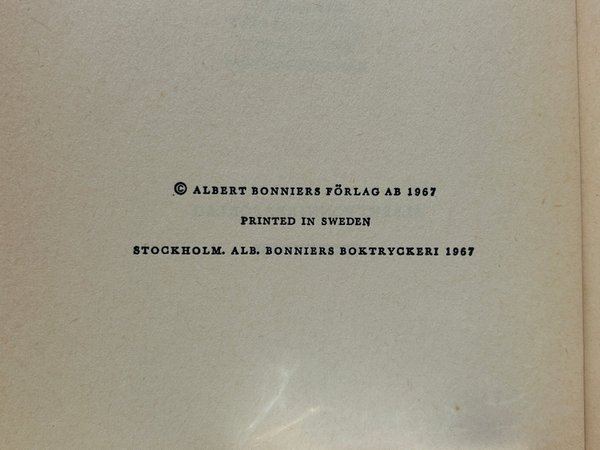 © ALBERT BONNIERS FÖRLAG AB 1967
PRINTED IN SWEDEN
STOCKHOLM. ALB. BONNIERS BOKTRYCKERI 1967